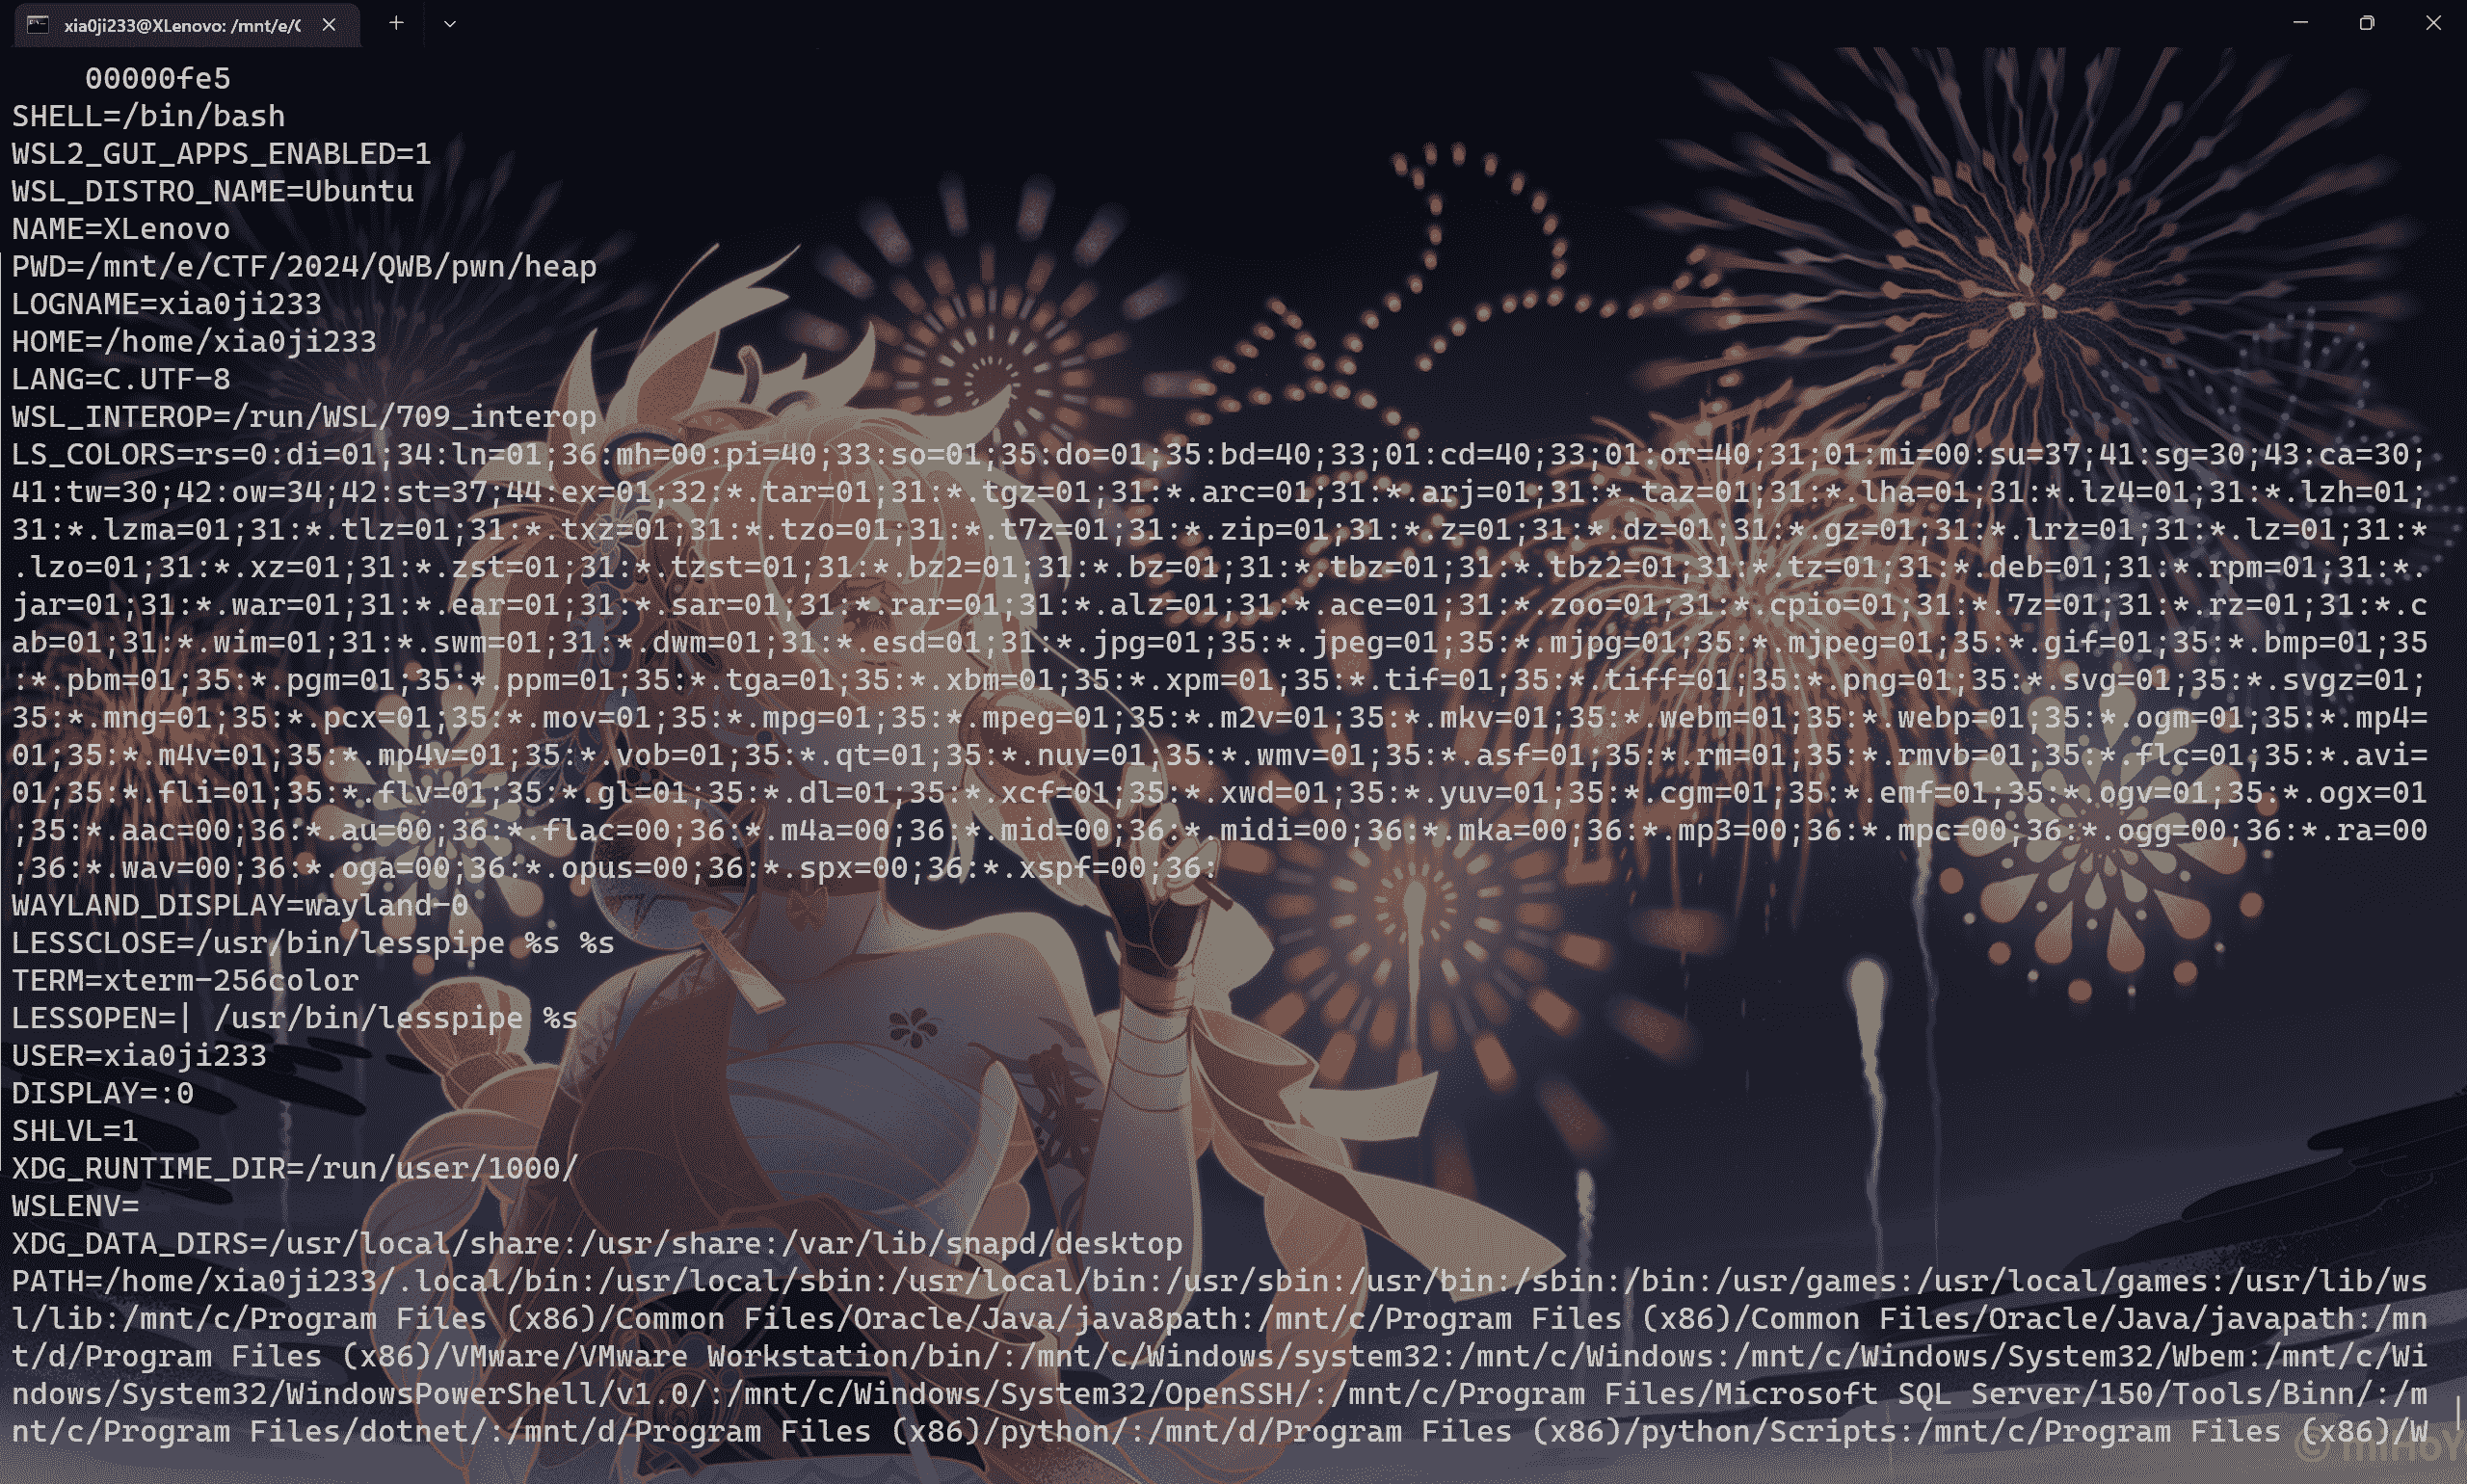 xia0ji233@XLenovo: /mnt/e/C
00000fe5
SHELL=/bin/bash
WSL2_GUI_APPS_ENABLED=1
WSL_DISTRO_NAME=Ubuntu
NAME=XLenovo
PWD=/mnt/e/CTF/2024/QWB/pwn/heap
LOGNAME=xia0ji233
HOME=/home/xia0ji233
LANG=C.UTF-8
WSL_INTEROP=/run/WSL/709_interop
LS_COLORS=rs=0:di=01;34:ln=01;36:mh=00:pi=40;33:so=01;35:do=01;35:bd=40;33;01:cd=40;33;01:or=40;31;01:mi=00:su=37;41:sg=30;43:ca=30;
41:tw=30;42:ow=34;42:st=37;44:ex=01;32:*.tar=01;31:*.tgz=01;31:*.arc=01;31:*.arj=01;31:*.taz=01;31:*.lha=01;31:*.lz4=01;31:*.lzh=01;
31:*.lzma=01;31:*.tlz=01;31:*.txz=01;31:*.tzo=01;31:*.t7z=01;31:*.zip=01;31:*.z=01;31:*.dz=01;31:*.gz=01;31:*.lrz=01;31:*.lz=01;31:*
.lzo=01;31:*.xz=01;31:*.zst=01;31:*.tzst=01;31:*.bz2=01;31:*.bz=01;31:*.tbz=01;31:*.tbz2=01;31:*.tz=01;31:*.deb=01;31:*.rpm=01;31:*.
jar=01;31:*.war=01;31:*.ear=01;31:*.sar=01;31:*.rar=01;31:*.alz=01;31:*.ace=01;31:*.zoo=01;31:*.cpio=01;31:*.7z=01;31:*.rz=01;31:*.c
ab=01;31:*.wim=01;31:*.swm=01;31:*.dwm=01;31:*.esd=01;31:*.jpg=01;35:*.jpeg=01;35:*.mjpg=01;35:*.mjpeg=01;35:*.gif=01;35:*.bmp=01;35
:*.pbm=01;35:*.pgm=01;35:*.ppm=01;35:*.tga=01;35:*.xbm=01;35:*.xpm=01;35:*.tif=01;35:*.tiff=01;35:*.png=01;35:*.svg=01;35:*.svgz=01;
35:*.mng=01;35:*.pcx=01;35:*.mov=01;35:*.mpg=01;35:*.mpeg=01;35:*.m2v=01;35:*.mkv=01;35:*.webm=01;35:*.webp=01;35:*.ogm=01;35:*.mp4=
01;35:*.m4v=01;35:*.mp4v=01;35:*.vob=01;35:*.qt=01;35:*.nuv=01;35:*.wmv=01;35:*.asf=01;35:*.rm=01;35:*.rmvb=01;35:*.flc=01;35:*.avi=
01;35:*.fli=01;35:*.flv=01;35:*.gl=01;35:*.dl=01;35:*.xcf=01;35:*.xwd=01;35:*.yuv=01;35:*.cgm=01;35:*.emf=01;35:*.ogv=01;35:*.ogx=01
;35:*.aac=00;36:*.au=00;36:*.flac=00;36:*.m4a=00;36:*.mid=00;36:*.midi=00;36:*.mka=00;36:*.mp3=00;36:*.mpc=00;36:*.ogg=00;36:*.ra=00
;36:*.wav=00;36:*.oga=00;36:*.opus=00;36:*.spx=00;36:*.xspf=00;36:
WAYLAND_DISPLAY=wayland-0
LESSCLOSE=/usr/bin/lesspipe %s %s
TERM=xterm-256color
LESSOPEN=| /usr/bin/lesspipe %s
USER=xia0ji233
DISPLAY=:0
SHLVL=1
XDG_RUNTIME_DIR=/run/user/1000/
WSLENV=
XDG_DATA_DIRS=/usr/local/share:/usr/share:/var/lib/snapd/desktop
PATH=/home/xia0ji233/.local/bin:/usr/local/sbin:/usr/local/bin:/usr/sbin:/usr/bin:/sbin:/bin:/usr/games:/usr/local/games:/usr/lib/ws
l/lib:/mnt/c/Program Files (x86)/Common Files/Oracle/Java/java8path:/mnt/c/Program Files (x86)/Common Files/Oracle/Java/javapath:/mn
t/d/Program Files (x86)/VMware/VMware Workstation/bin/:/mnt/c/Windows/system32:/mnt/c/Windows:/mnt/c/Windows/System32/Wbem:/mnt/c/Wi
ndows/System32/WindowsPowerShell/v1.0/:/mnt/c/Windows/System32/OpenSSH/:/mnt/c/Program Files/Microsoft SQL Server/150/Tools/Binn/:/m
nt/c/Program Files/dotnet/:/mnt/d/Program Files (x86)/python/:/mnt/d/Program Files (x86)/python/Scripts:/mnt/c/Program Files (x86)/W
© miHoY